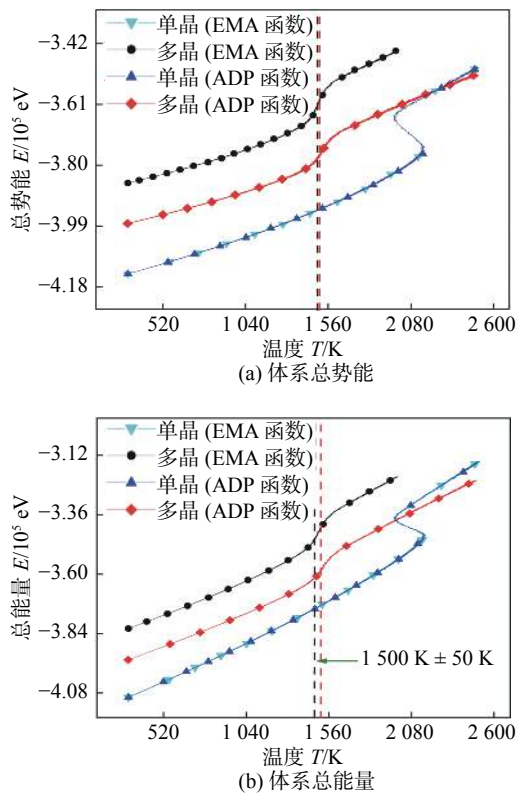 单晶 (EMA 函数)
多晶 (EMA 函数)
单晶 (ADP 函数)
多晶 (ADP 函数)
总势能 E/10⁵ eV
−3.42
−3.61
−3.80
−3.99
−4.18
520
1 040
1 560
2 080
2 600
温度 T/K
(a) 体系总势能
单晶 (EMA 函数)
多晶 (EMA 函数)
单晶 (ADP 函数)
多晶 (ADP 函数)
总能量 E/10⁵ eV
−3.12
−3.36
−3.60
−3.84
−4.08
1 500 K ± 50 K
520
1 040
1 560
2 080
2 600
温度 T/K
(b) 体系总能量